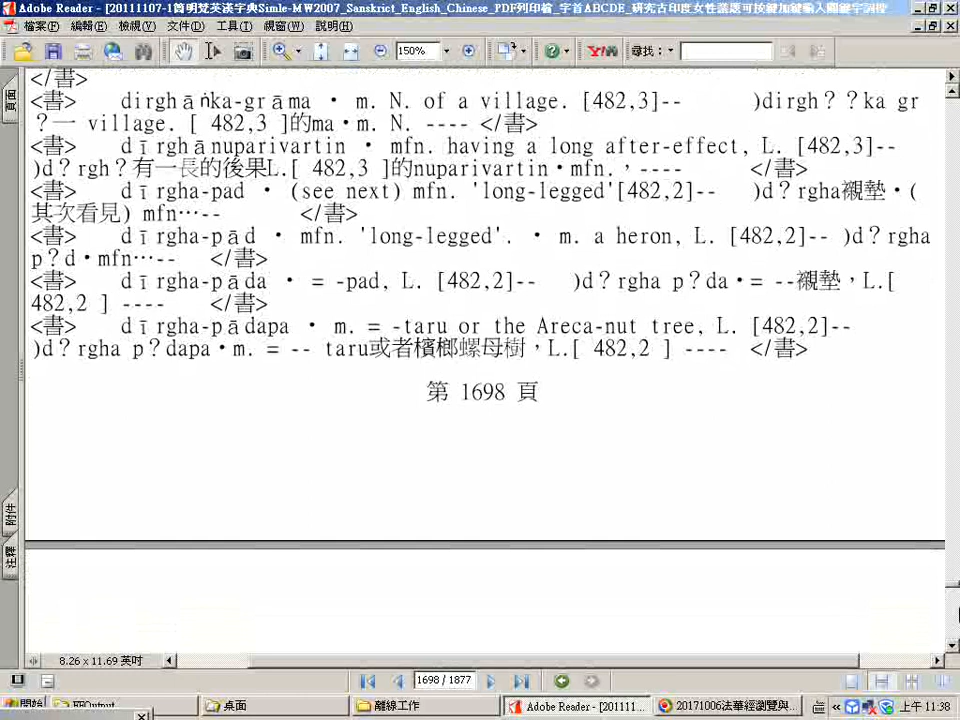 Adobe Reader - [20111107-1簡明梵英漢字典Simle-MW2007_Sanskrict_English_Chinese_PDF列印檔_字首ABCDE_研究古印度女性議題可按鍵加鍵輸入關鍵字詞搜
檔案(F) 編輯(E) 檢視(V) 文件(D) 工具(T) 視窗(W) 說明(H)
150% 尋找:
頁面
</書>
<書> dirghāṅka-grāma • m. N. of a village. [482,3]-- )dirgh？？ka gr
？一 village. [ 482,3 ]的ma•m. N. ---- </書>
<書> dīrghānuparivartin • mfn. having a long after-effect, L. [482,3]--
)d？rgh？有一長的後果L.[ 482,3 ]的nuparivartin•mfn.，---- </書>
<書> dīrgha-pad • (see next) mfn. 'long-legged'[482,2]-- )d？rgha襯墊•(
其次看見) mfn…-- </書>
<書> dīrgha-pād • mfn. 'long-legged'. • m. a heron, L. [482,2]-- )d？rgha
p？d•mfn…-- </書>
<書> dīrgha-pāda • = -pad, L. [482,2]-- )d？rgha p？da•= --襯墊，L.[
482,2 ] ---- </書>
<書> dīrgha-pādapa • m. = -taru or the Areca-nut tree, L. [482,2]--
)d？rgha p？dapa•m. = -- taru或者檳榔螺母樹，L.[ 482,2 ] ---- </書>
第 1698 頁
附件
注釋
8.26 x 11.69 英吋
1698 / 1877
開始 桌面 離線工作 Adobe Reader - [201111... 20171006法華經瀏覽與... 上午 11:38